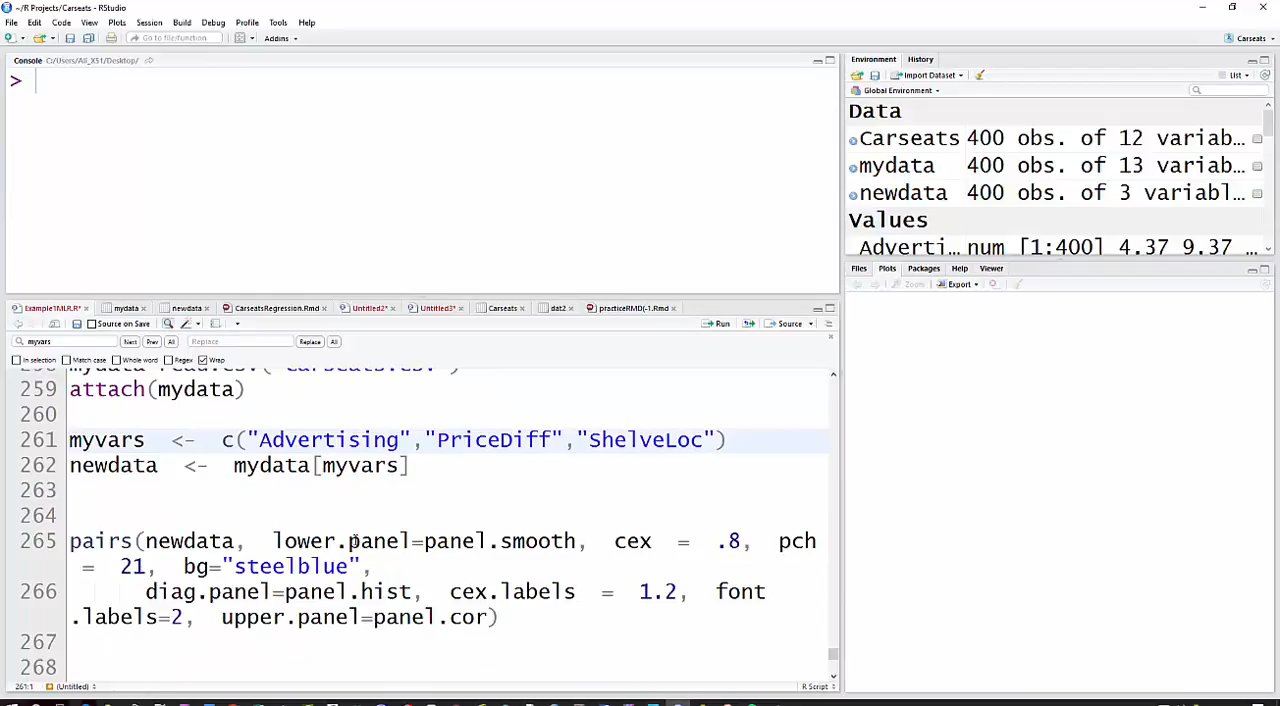 ~/R Projects/Carseats - RStudio
File Edit Code View Plots Session Build Debug Profile Tools Help
Go to file/function Addins Carseats
Console C:/Users/Ali_X51/Desktop/
>
Environment History
Import Dataset List
Global Environment
Data
Carseats 400 obs. of 12 variab...
mydata 400 obs. of 13 variab...
newdata 400 obs. of 3 variabl...
Values
Adverti... num [1:400] 4.37 9.37 ...
Files Plots Packages Help Viewer
Zoom Export
Example1MLR.R* mydata newdata CarseatsRegression.Rmd Untitled2* Untitled3* Carseats dat2 practiceRMD(-1.Rmd
Source on Save Run Source
myvars Next Prev All Replace Replace All
In selection Match case Whole word Regex Wrap
259 attach(mydata)
260
261 myvars <- c("Advertising","PriceDiff","ShelveLoc")
262 newdata <- mydata[myvars]
263
264
265 pairs(newdata, lower.panel=panel.smooth, cex = .8, pch
= 21, bg="steelblue",
266 diag.panel=panel.hist, cex.labels = 1.2, font
.labels=2, upper.panel=panel.cor)
267
268
261:1 (Untitled) R Script